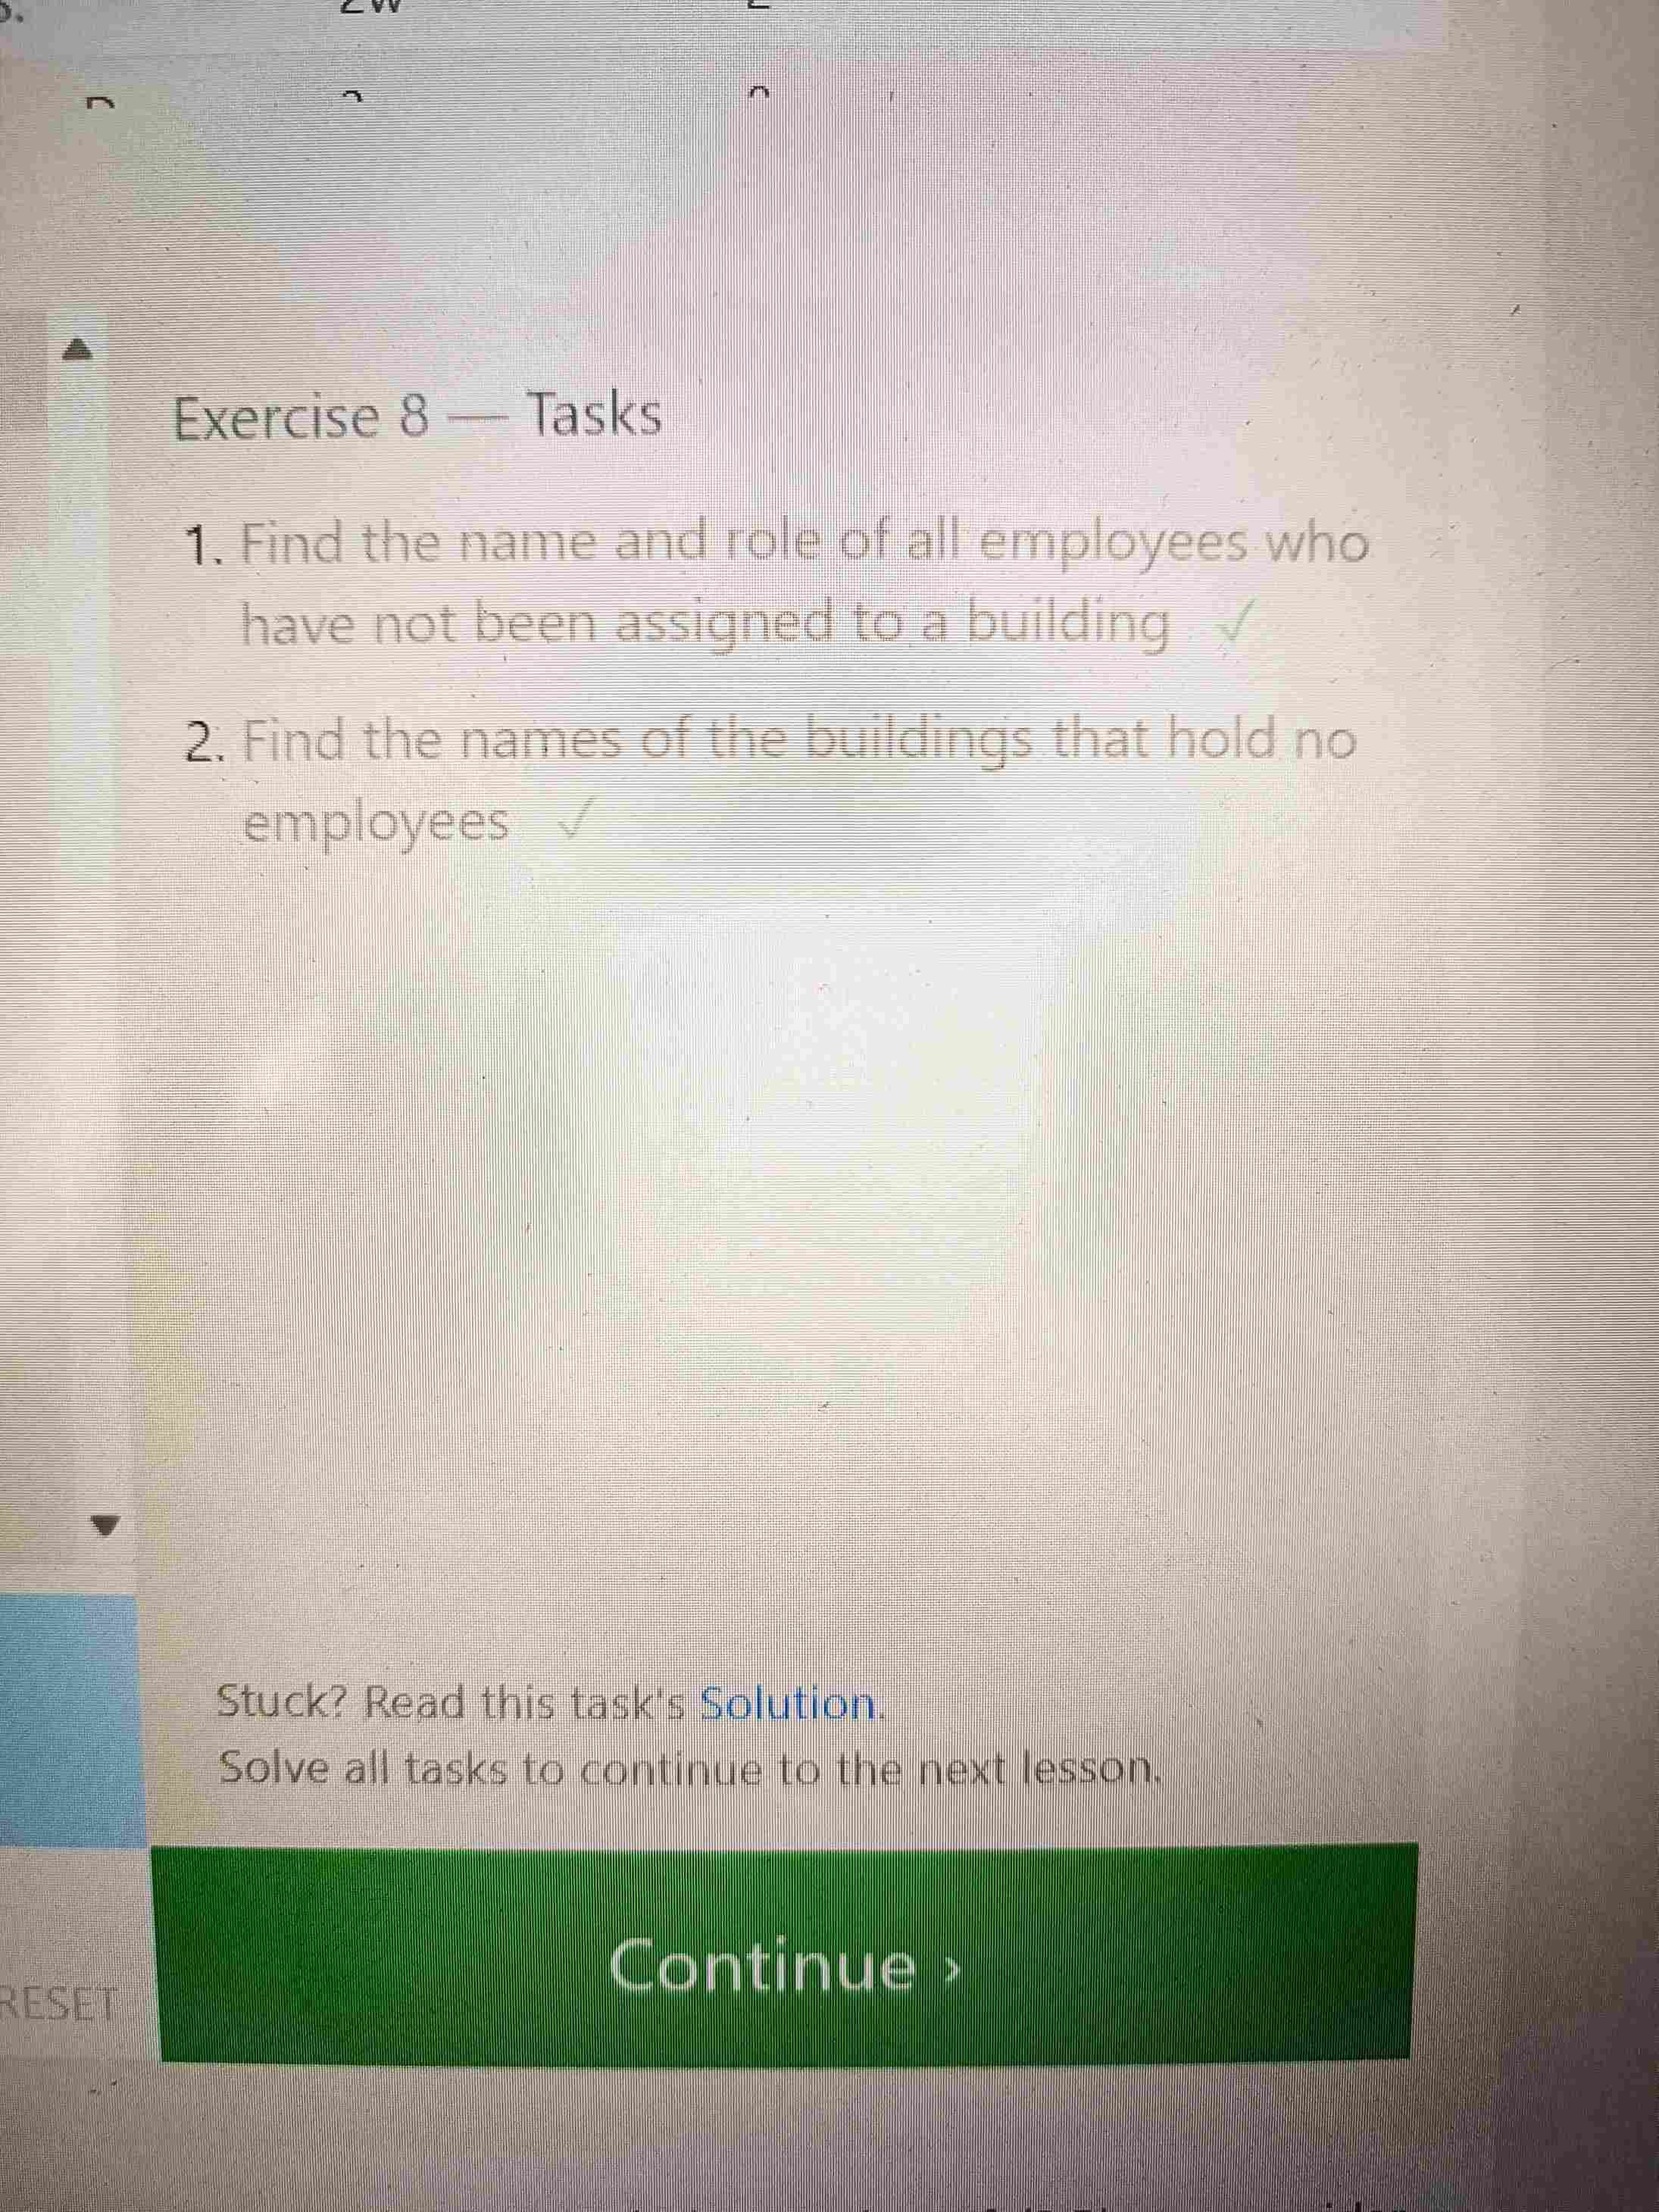 Exercise 8 — Tasks
1. Find the name and role of all employees who
have not been assigned to a building ✓
2. Find the names of the buildings that hold no
employees ✓
Stuck? Read this task's Solution.
Solve all tasks to continue to the next lesson.
Continue ›
RESET